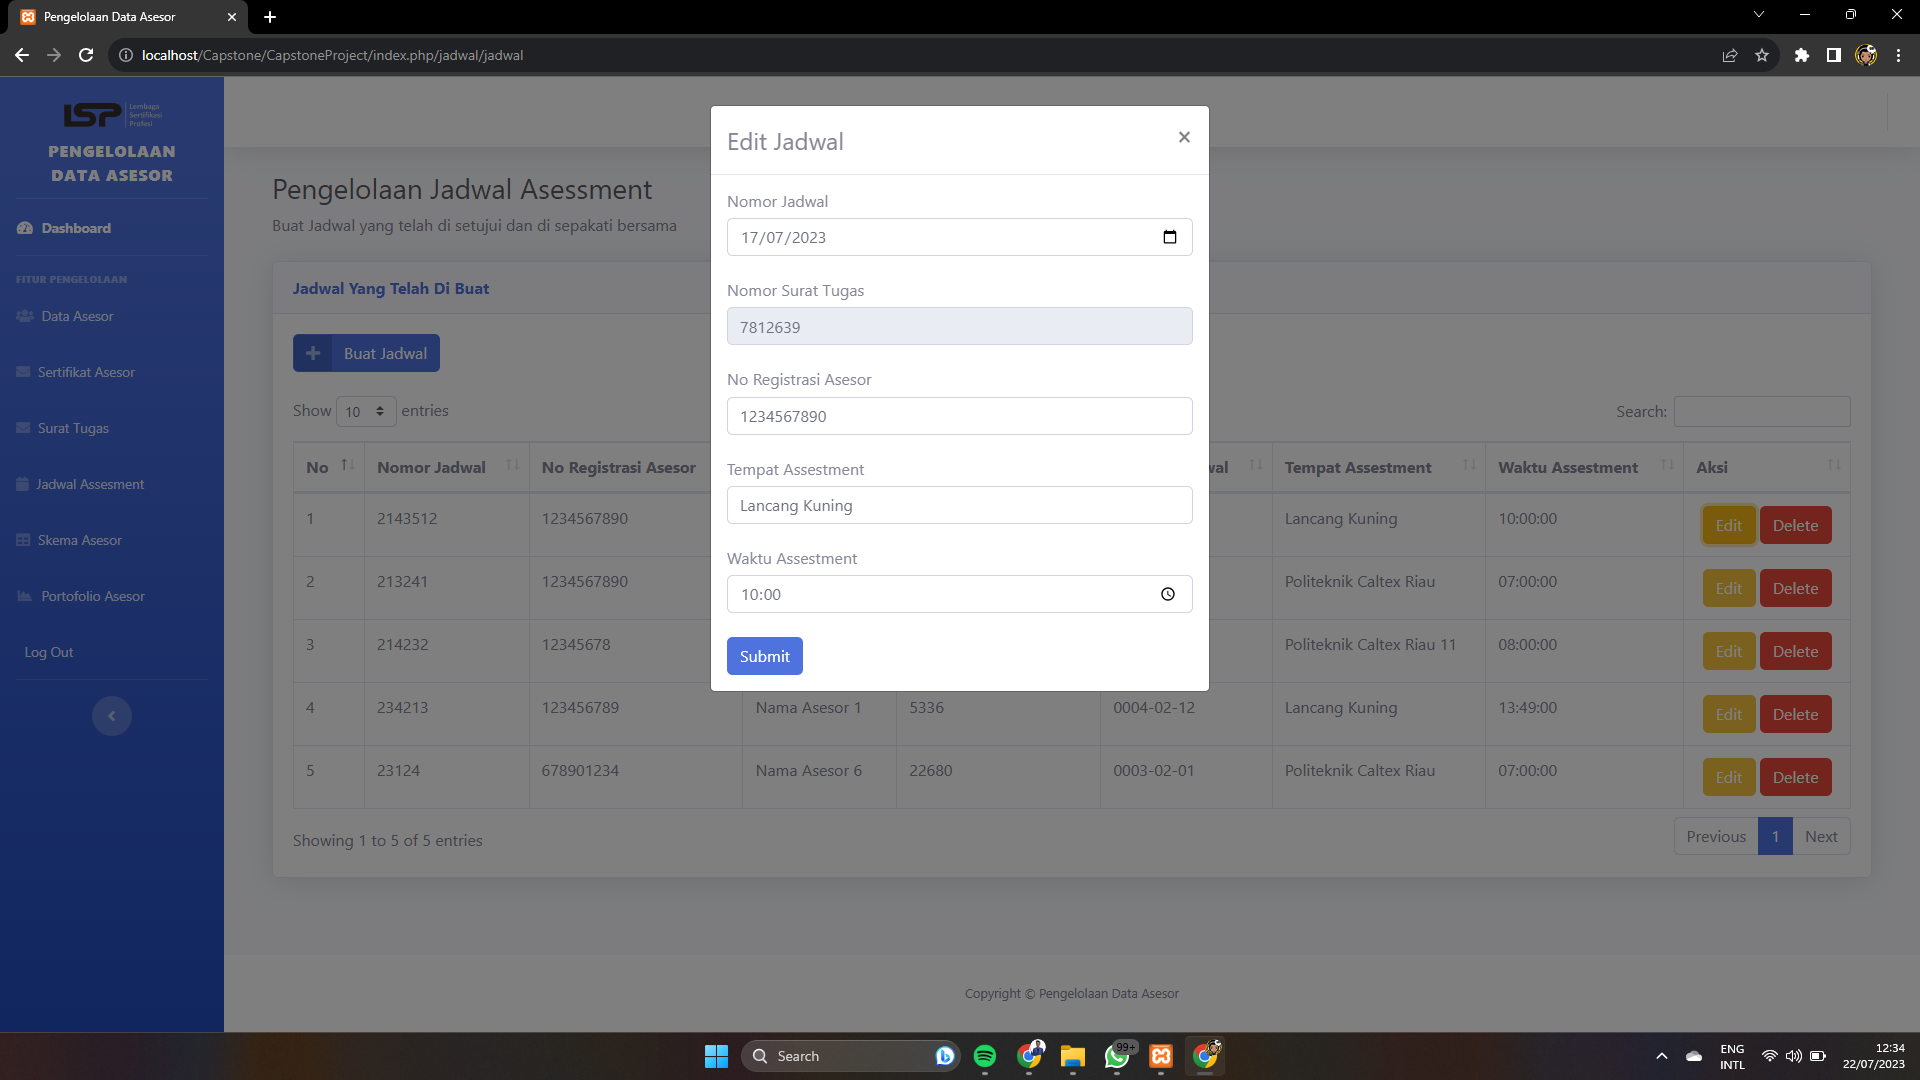 Pengelolaan Data Asesor
localhost/Capstone/CapstoneProject/index.php/jadwal/jadwal
LSP Lembaga Sertifikasi Profesi
PENGELOLAAN
DATA ASESOR
Dashboard
FITUR PENGELOLAAN
Data Asesor
Sertifikat Asesor
Surat Tugas
Jadwal Assesment
Skema Asesor
Portofolio Asesor
Log Out
Pengelolaan Jadwal Asessment
Buat Jadwal yang telah di setujui dan di sepakati bersama
Jadwal Yang Telah Di Buat
Buat Jadwal
Show 10 entries
Search:
No Nomor Jadwal No Registrasi Asesor wal Tempat Assestment Waktu Assestment Aksi
1 2143512 1234567890 Lancang Kuning 10:00:00 Edit Delete
2 213241 1234567890 Politeknik Caltex Riau 07:00:00 Edit Delete
3 214232 12345678 Politeknik Caltex Riau 11 08:00:00 Edit Delete
4 234213 123456789 Nama Asesor 1 5336 0004-02-12 Lancang Kuning 13:49:00 Edit Delete
5 23124 678901234 Nama Asesor 6 22680 0003-02-01 Politeknik Caltex Riau 07:00:00 Edit Delete
Showing 1 to 5 of 5 entries
Previous 1 Next
Edit Jadwal
×
Nomor Jadwal
17/07/2023
Nomor Surat Tugas
7812639
No Registrasi Asesor
1234567890
Tempat Assestment
Lancang Kuning
Waktu Assestment
10:00
Submit
Copyright © Pengelolaan Data Asesor
Search
99+
ENG
INTL
12:34
22/07/2023